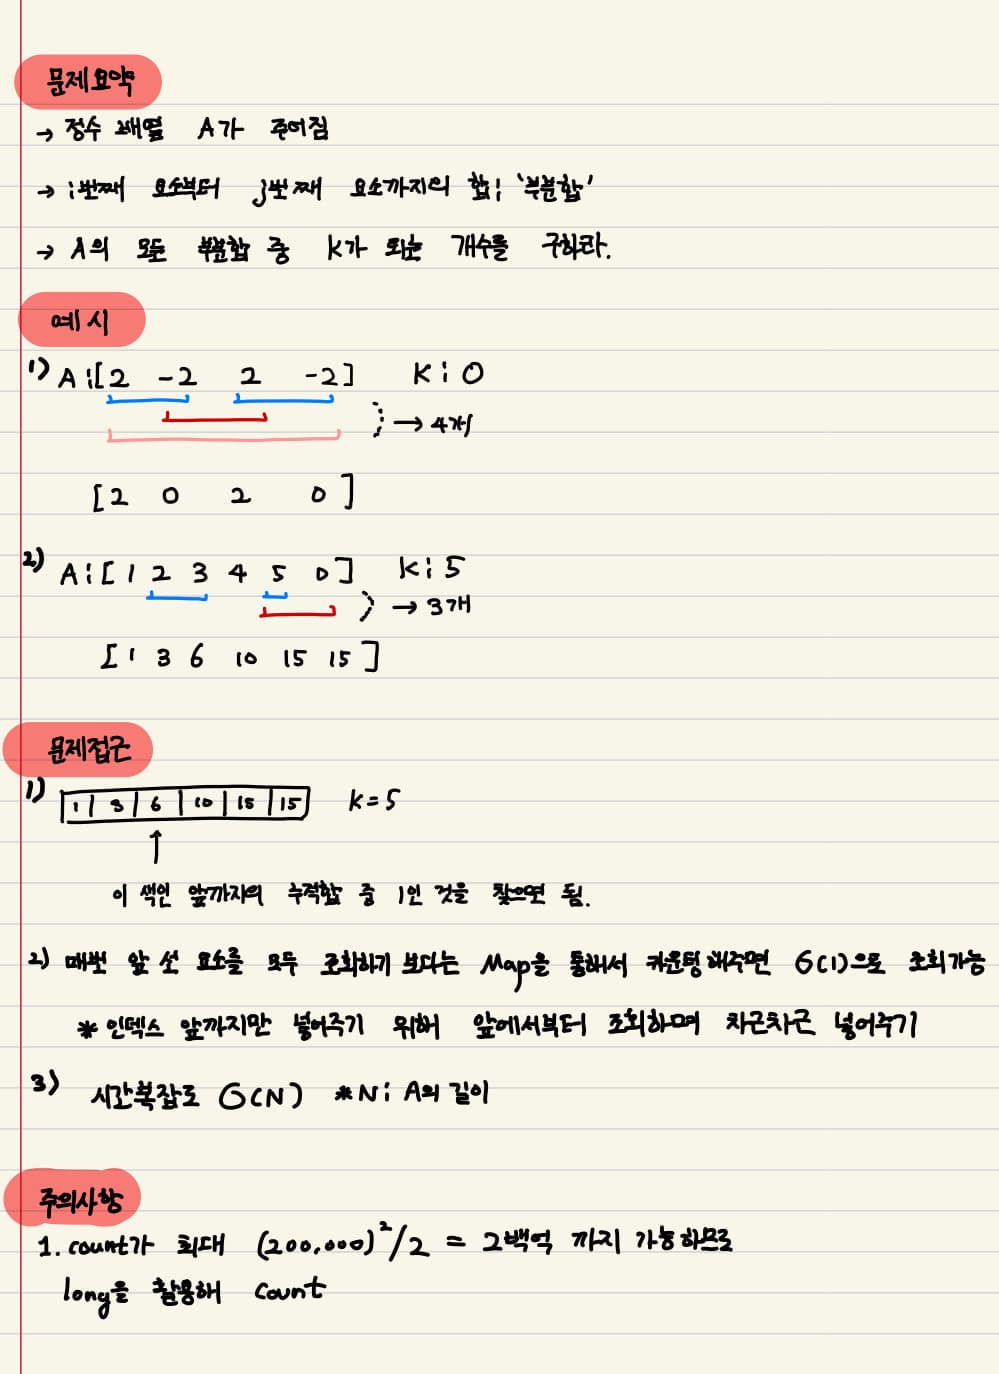 문제요약
→ 정수 배열 A가 주어짐
→ i번째 요소부터 j번째 요소까지의 합; '부분합'
→ A의 모든 부분합 중 K가 되는 개수를 구하라.
예시
1) A:[2 -2 2 -2] K:0
→ 4개
[2 0 2 0]
2) A:[1 2 3 4 5 0] K:5
→ 3개
[1 3 6 10 15 15]
문제접근
1) 1 3 6 10 15 15 K=5
↑
이 색인 앞까지의 누적합 중 1인 것을 찾으면 됨.
2) 매번 앞 선 요소를 모두 조회하기 보다는 Map을 통해서 카운팅해주면 O(1)으로 조회가능
* 인덱스 앞까지만 넣어주기 위해 앞에서부터 조회하며 차근차근 넣어주기
3) 시간복잡도 O(N) *N: A의 길이
주의사항
1. count가 최대 (200,000)²/2 = 2백억 까지 가능하므로
long을 활용해 count